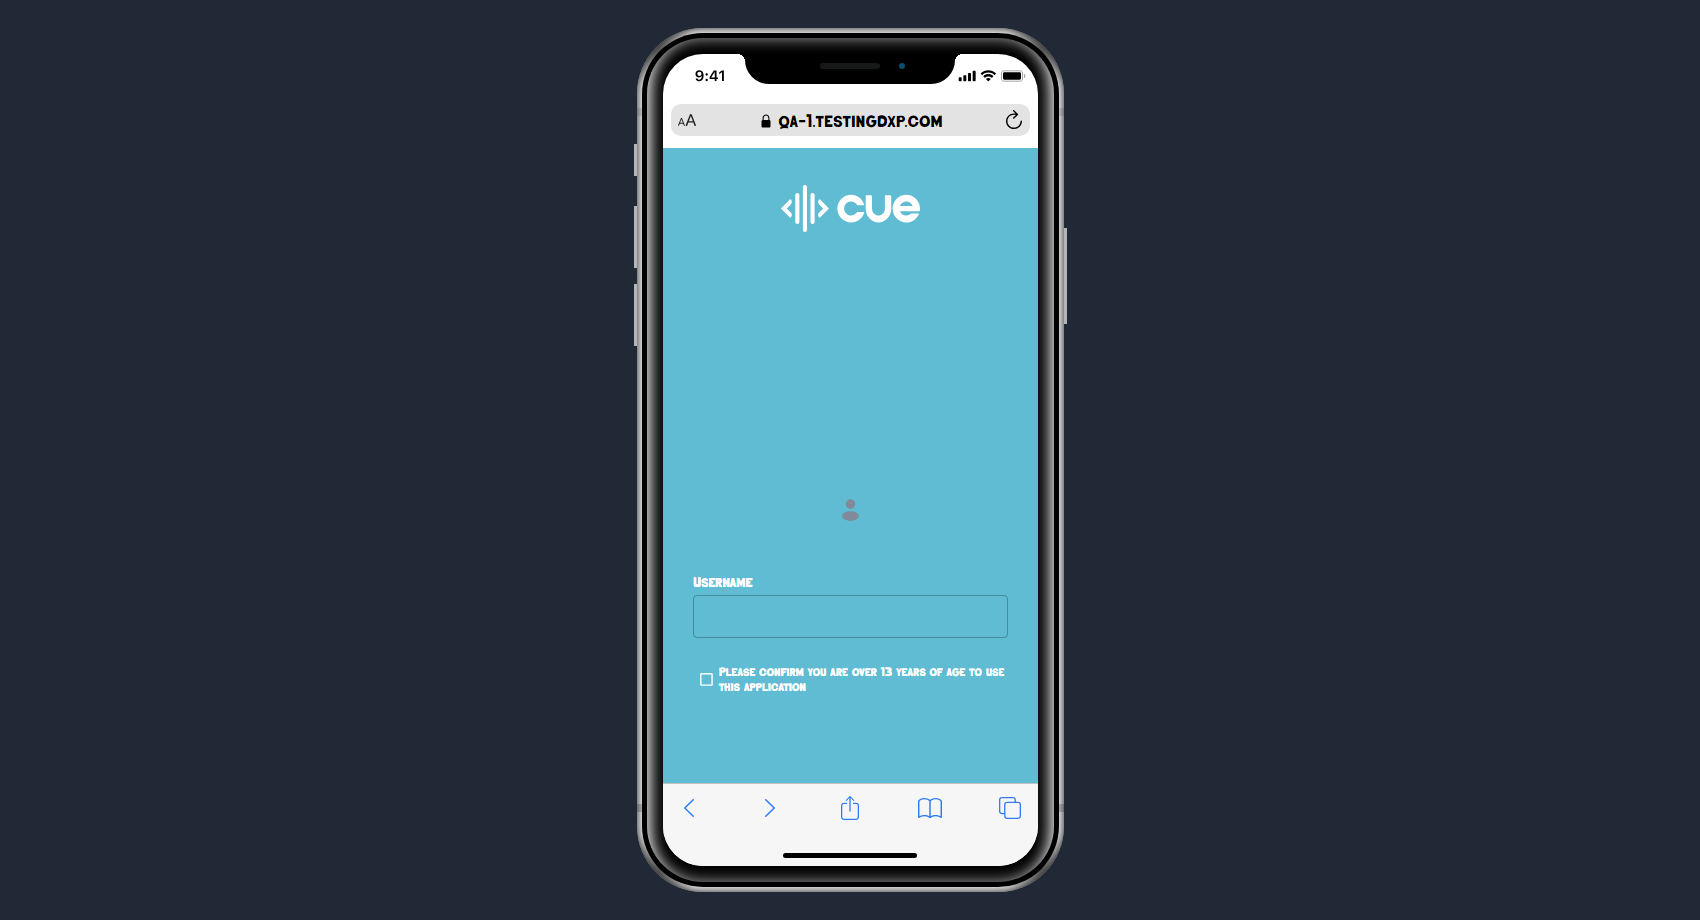 9:41
AA QA-1.TESTINGDXP.COM
cue
Username
Please confirm you are over 13 years of age to use
this application